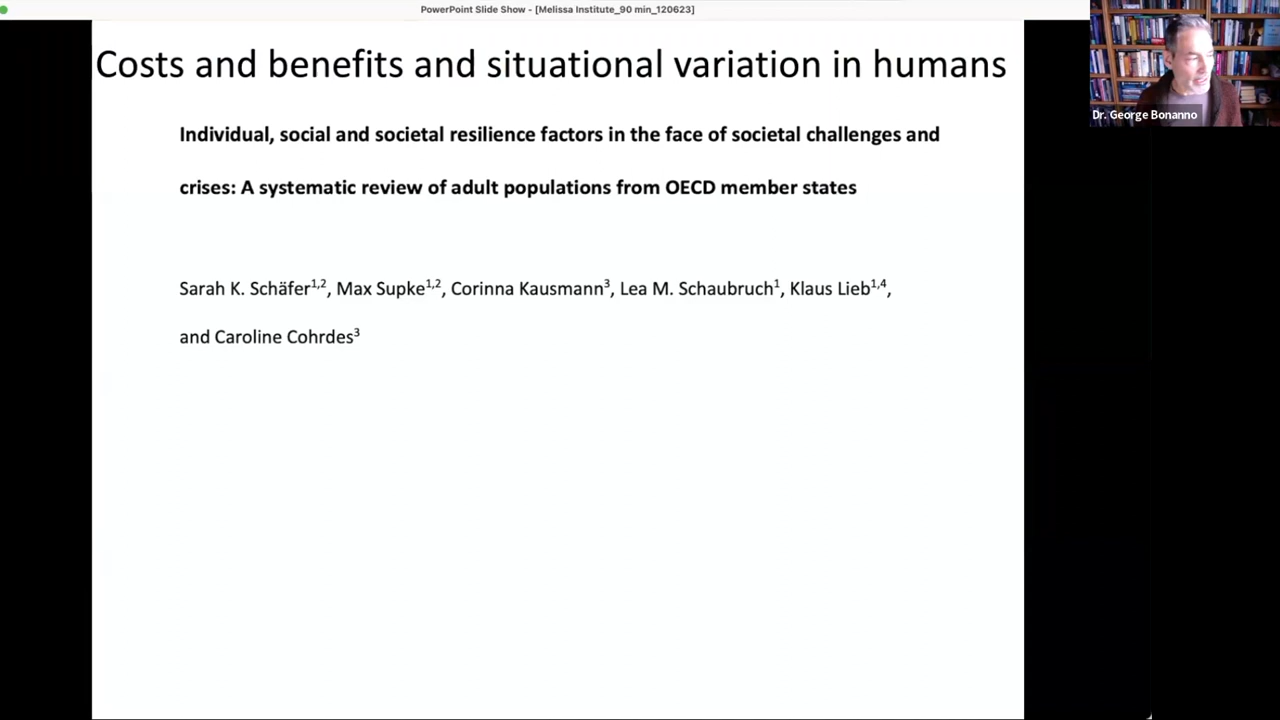 PowerPoint Slide Show - [Melissa Institute_90 min_120623]
Costs and benefits and situational variation in humans
Dr. George Bonanno
Individual, social and societal resilience factors in the face of societal challenges and
crises: A systematic review of adult populations from OECD member states
Sarah K. Schäfer1,2, Max Supke1,2, Corinna Kausmann3, Lea M. Schaubruch1, Klaus Lieb1,4,
and Caroline Cohrdes3